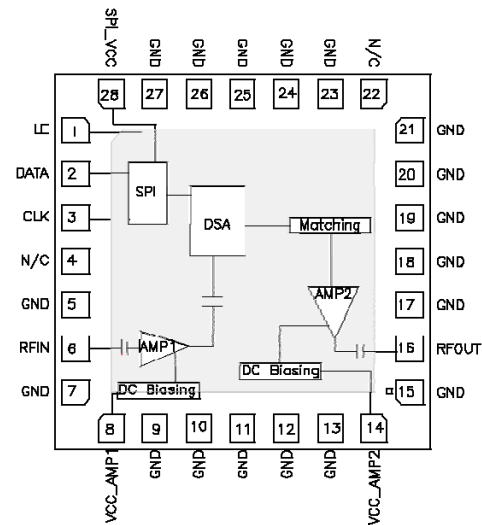 SPI_VCC GND GND GND GND GND N/C
28 27 26 25 24 23 22
LE 1 21 GND
DATA 2 SPI 20 GND
CLK 3 DSA Matching 19 GND
N/C 4 18 GND
GND 5 AMP2 17 GND
RFIN 6 AMP1 16 RFOUT
DC Biasing
GND 7 DC Biasing 15 GND
8 9 10 11 12 13 14
VCC_AMP1 GND GND GND GND GND VCC_AMP2